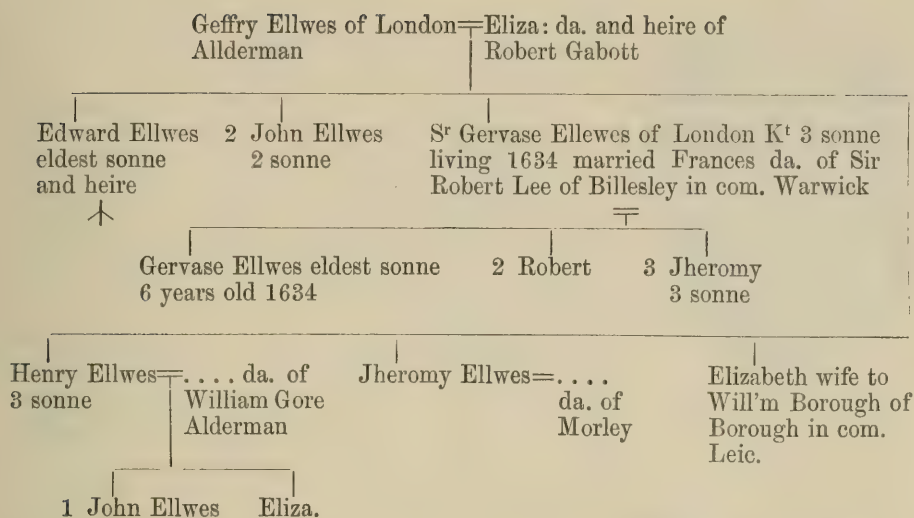 Geffry Ellwes of London=Eliza: da. and heire of
Allderman Robert Gabott
Edward Ellwes
eldest sonne
and heire
2 John Ellwes
2 sonne
Sr Gervase Ellewes of London Kt 3 sonne
living 1634 married Frances da. of Sir
Robert Lee of Billesley in com. Warwick
Gervase Ellwes eldest sonne
6 years old 1634
2 Robert
3 Jheromy
3 sonne
Henry Ellwes=.... da. of
3 sonne William Gore
Alderman
Jheromy Ellwes=....
da. of
Morley
Elizabeth wife to
Will'm Borough of
Borough in com.
Leic.
1 John Ellwes Eliza.